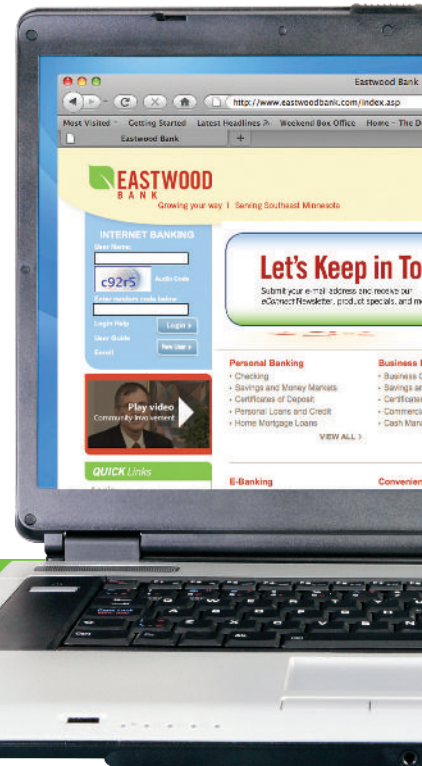 Eastwood Bank
http://www.eastwoodbank.com/index.asp
Most Visited Getting Started Latest Headlines Weekend Box Office Home - The D
Eastwood Bank +
EASTWOOD
BANK
Growing your way | Serving Southeast Minnesota
INTERNET BANKING
User Name:
c92r5 Audio Code
Enter random code below
Login Help Login >
User Guide
Enroll New User >
Let's Keep in To
Submit your e-mail address and receive our
eConnect Newsletter, product specials, and m
Play video
Community Involvement
Personal Banking Business B
• Checking • Business C
• Savings and Money Markets • Savings an
• Certificates of Deposit • Certificates
• Personal Loans and Credit • Commercia
• Home Mortgage Loans • Cash Mana
VIEW ALL >
QUICK Links
E-Banking Convenien